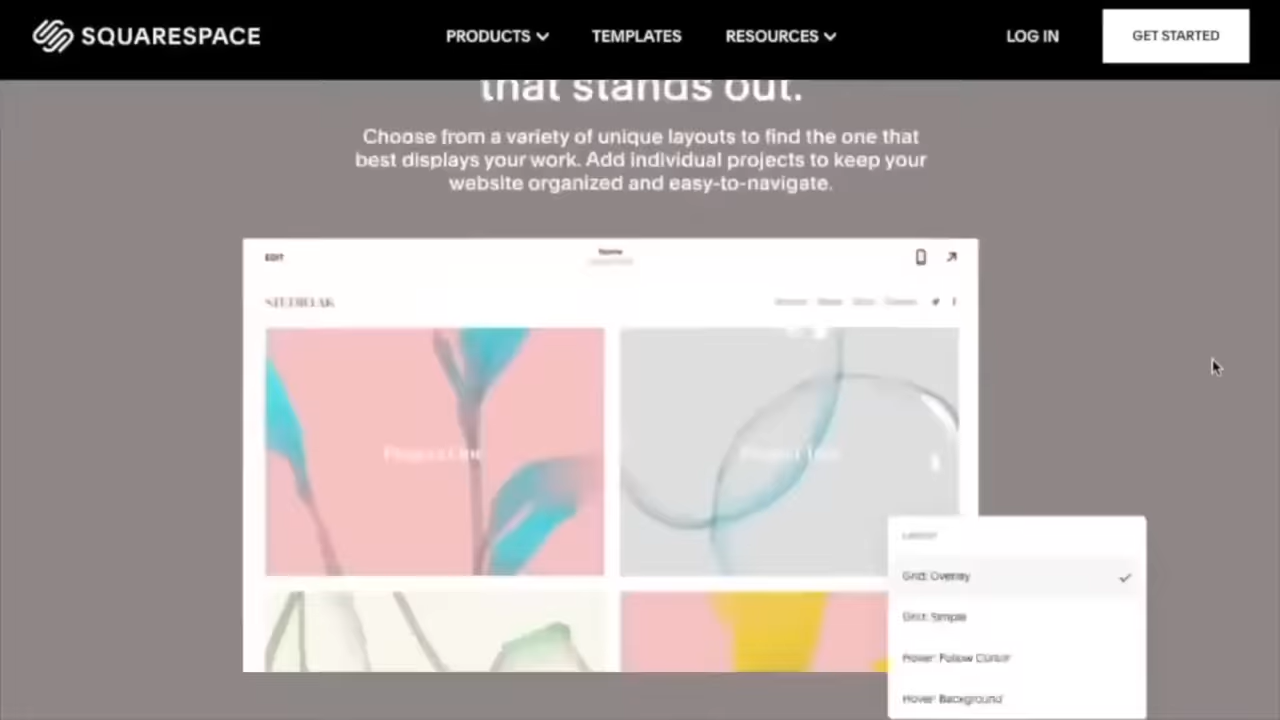 SQUARESPACE
PRODUCTS
TEMPLATES
RESOURCES
LOG IN
GET STARTED
that stands out.
Choose from a variety of unique layouts to find the one that
best displays your work. Add individual projects to keep your
website organized and easy-to-navigate.
EDIT
Grid: Overlay
Grid: Simple
Hover: Follow Cursor
Hover: Background